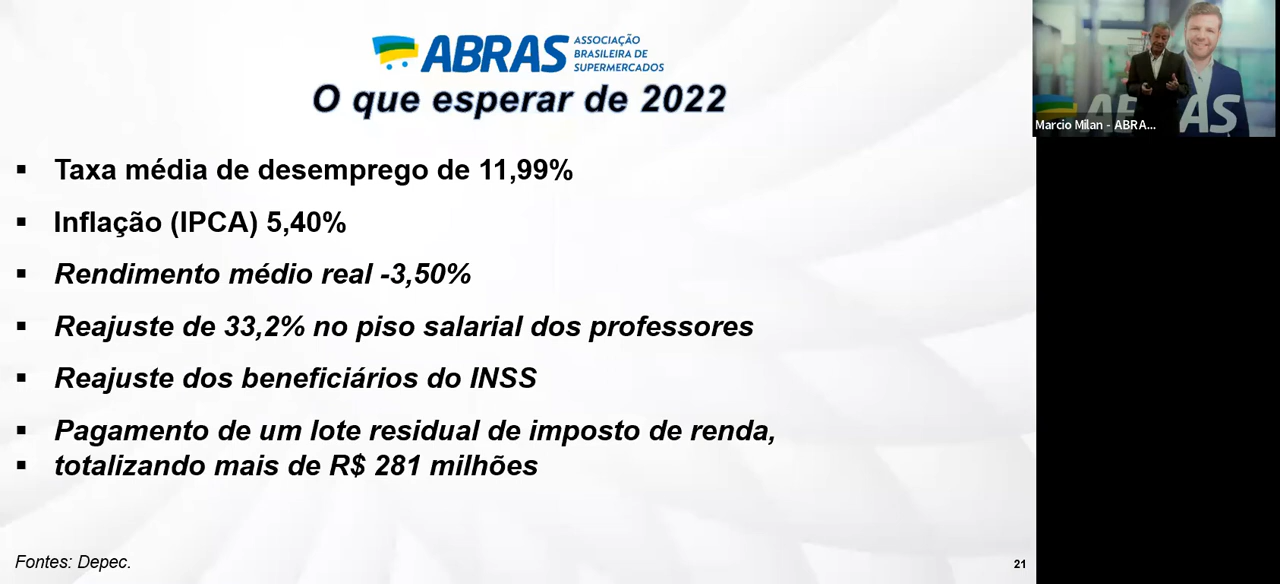 ABRAS
ASSOCIAÇÃO
BRASILEIRA DE
SUPERMERCADOS
O que esperar de 2022
▪ Taxa média de desemprego de 11,99%
▪ Inflação (IPCA) 5,40%
▪ Rendimento médio real -3,50%
▪ Reajuste de 33,2% no piso salarial dos professores
▪ Reajuste dos beneficiários do INSS
▪ Pagamento de um lote residual de imposto de renda,
▪ totalizando mais de R$ 281 milhões
Fontes: Depec.
21
AB AS
Marcio Milan - ABRA...